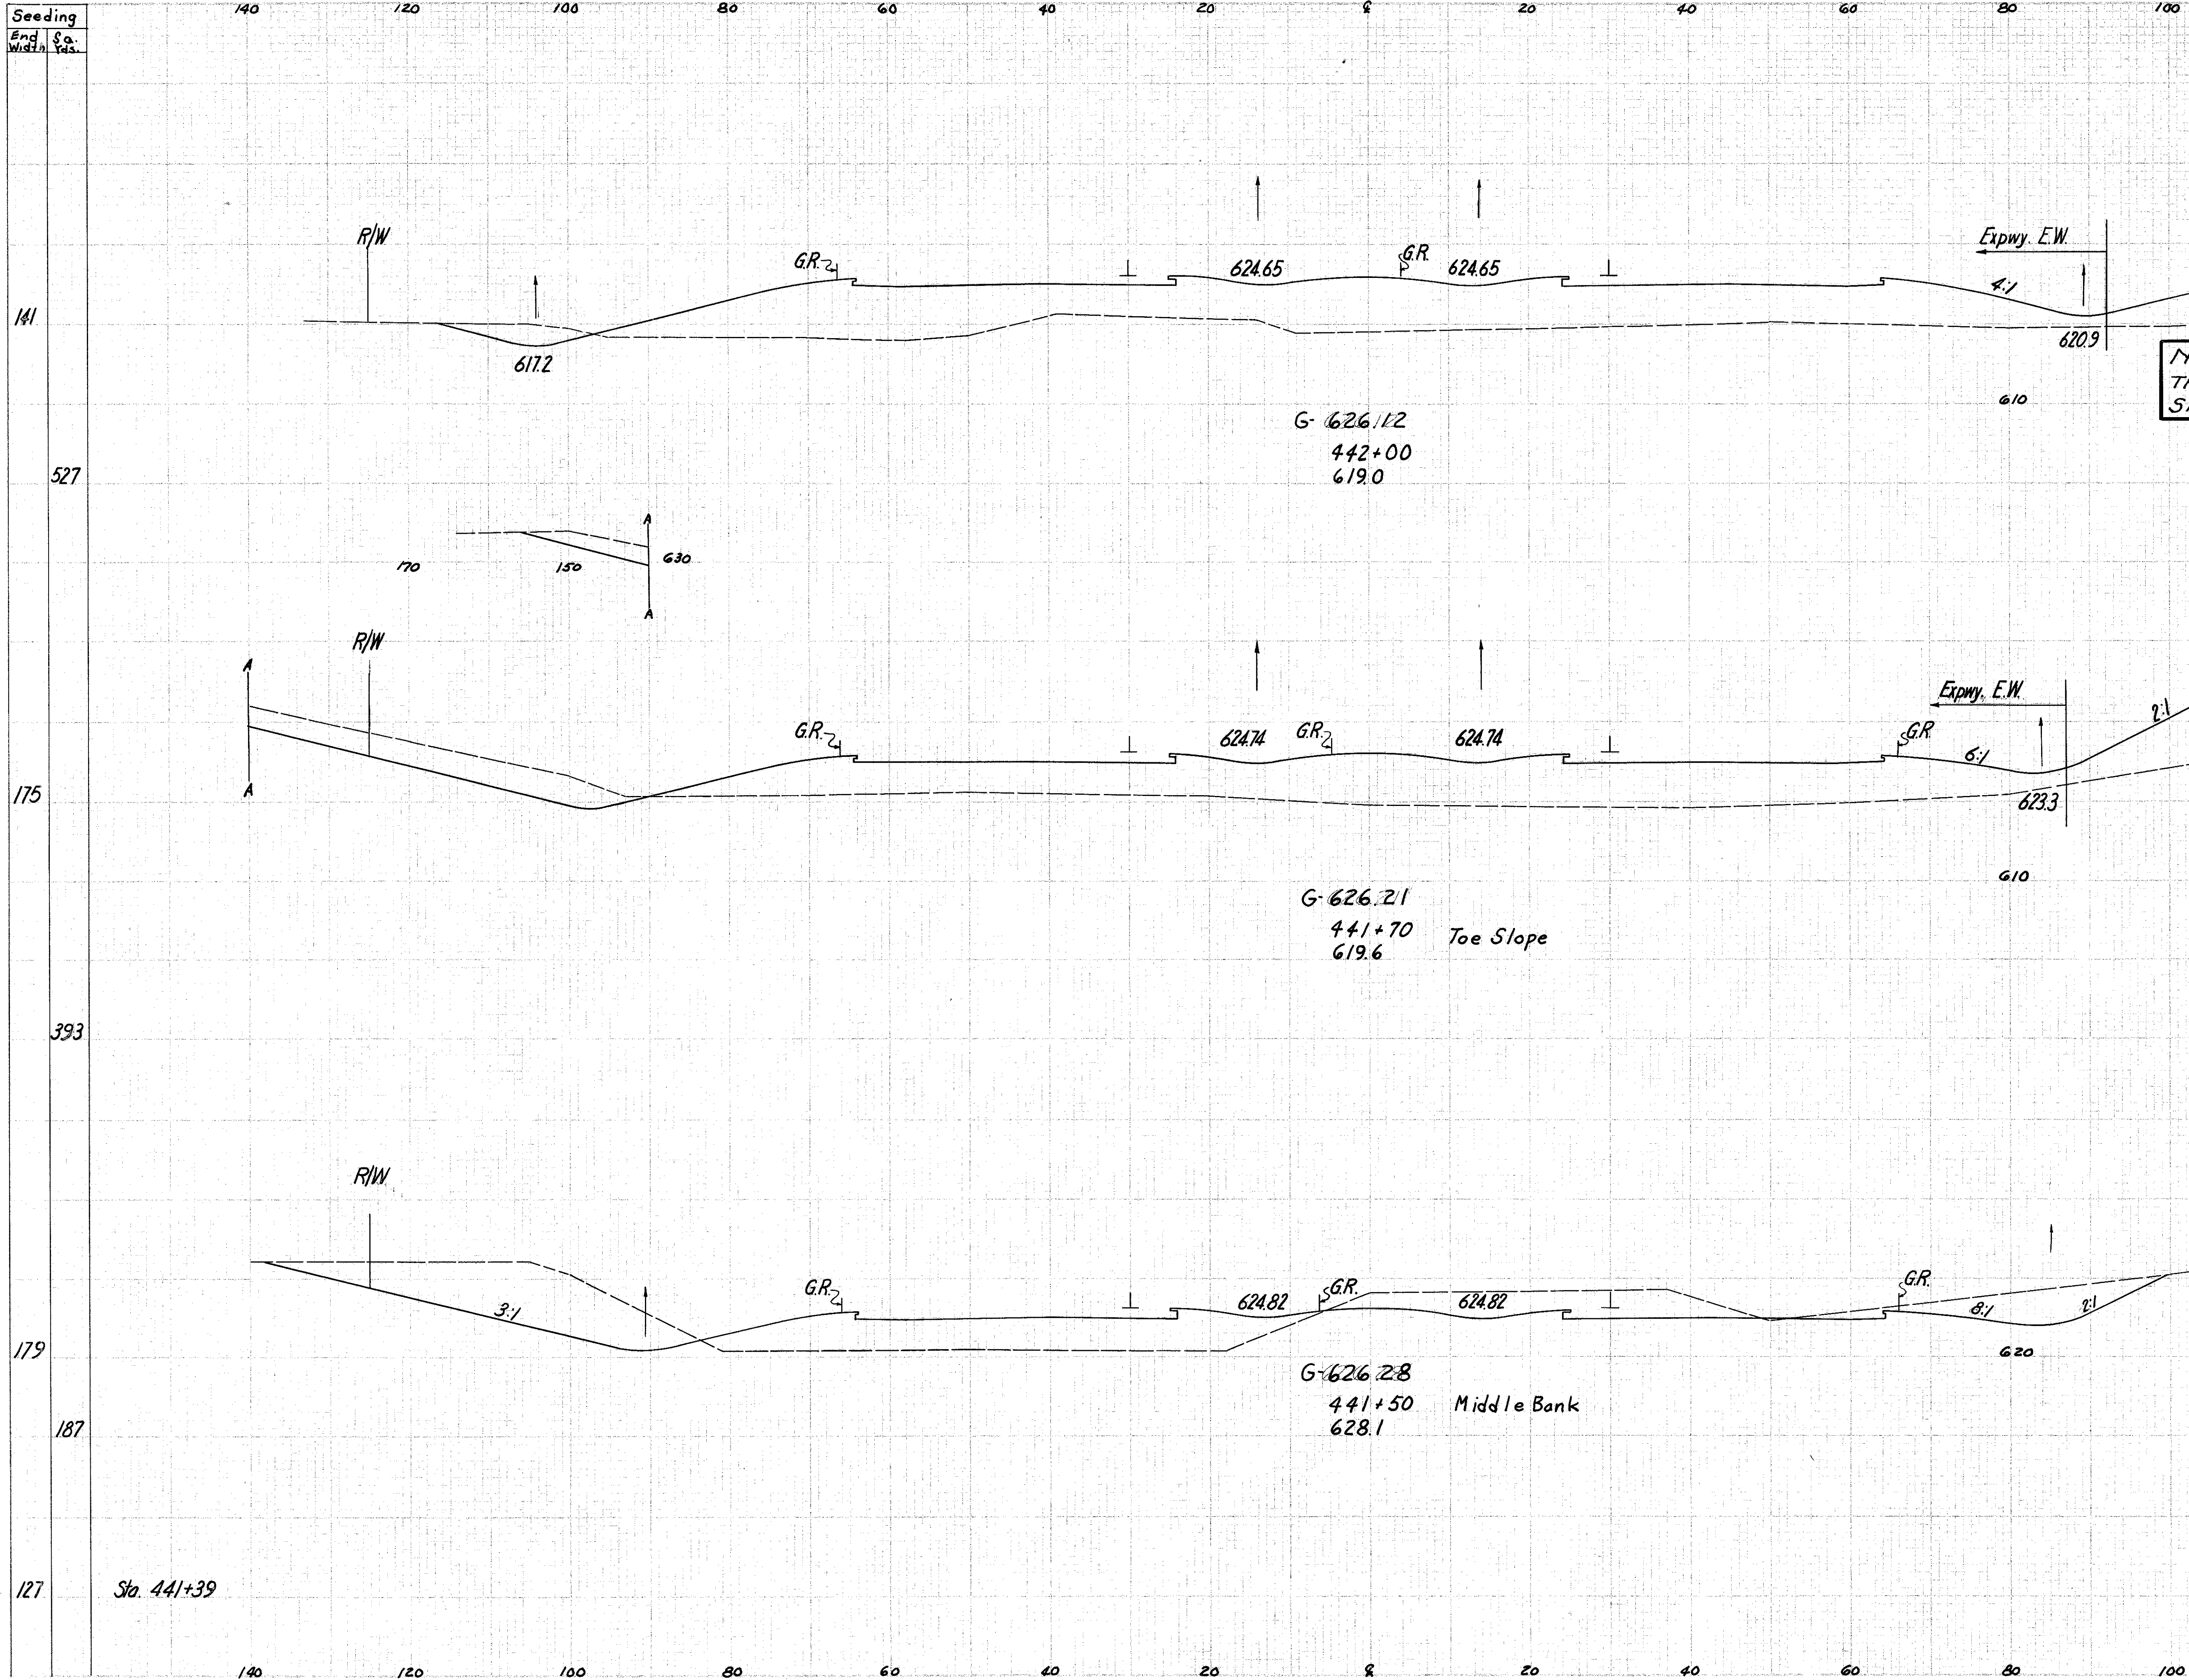 Seeding
End Width Sq. Yds.
140 120 100 80 60 40 20 ℄ 20 40 60 80 100
R/W
G.R.
624.65
G.R.
624.65
Expwy. E.W.
4:1
141
617.2
620.9
610
G-626.12
442+00
619.0
527
A
170 150 630
A
R/W
A
G.R.
624.74
G.R.
624.74
Expwy. E.W.
G.R.
6:1
2:1
A
175
623.3
610
G-626.21
441+70 Toe Slope
619.6
393
R/W
3:1
G.R.
624.82
G.R.
624.82
G.R.
8:1
2:1
179
620
G-626.28
441+50 Middle Bank
628.1
187
127 Sta. 441+39
140 120 100 80 60 40 20 ℄ 20 40 60 80 100